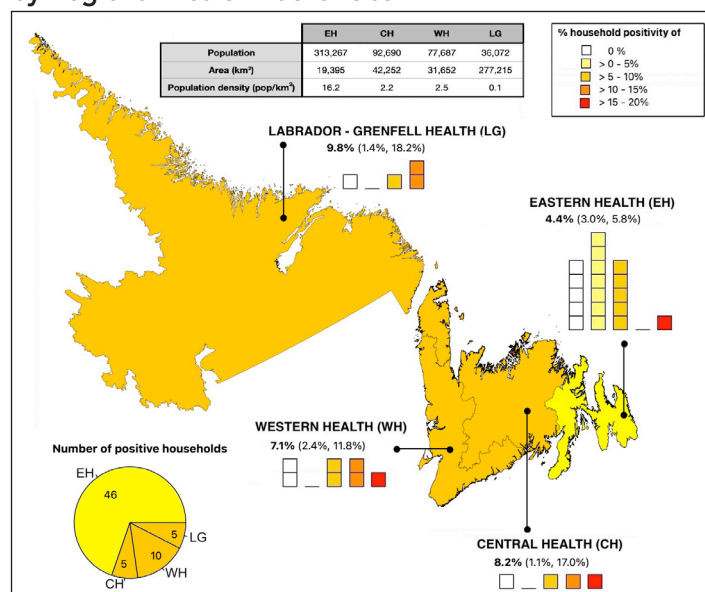 EH CH WH LG
Population 313,267 92,690 77,687 36,072
Area (km²) 19,395 42,252 31,652 277,215
Population density (pop/km²) 16.2 2.2 2.5 0.1
% household positivity of
0 %
> 0 - 5%
> 5 - 10%
> 10 - 15%
> 15 - 20%
LABRADOR - GRENFELL HEALTH (LG)
9.8% (1.4%, 18.2%)
EASTERN HEALTH (EH)
4.4% (3.0%, 5.8%)
WESTERN HEALTH (WH)
7.1% (2.4%, 11.8%)
Number of positive households
EH
46
5
LG
10
WH
5
CH
CENTRAL HEALTH (CH)
8.2% (1.1%, 17.0%)